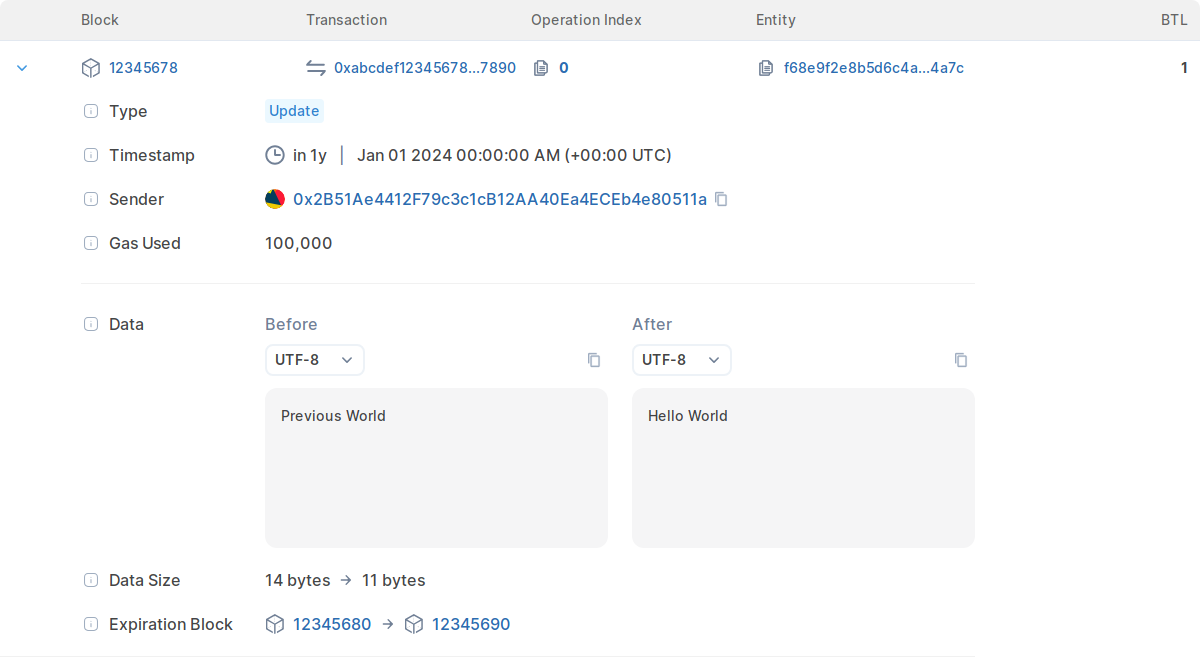 Block Transaction Operation Index Entity BTL
12345678 0xabcdef12345678...7890 0 f68e9f2e8b5d6c4a...4a7c 1
Type Update
Timestamp in 1y | Jan 01 2024 00:00:00 AM (+00:00 UTC)
Sender 0x2B51Ae4412F79c3c1cB12AA40Ea4ECEb4e80511a
Gas Used 100,000
Data Before After
UTF-8 UTF-8
Previous World Hello World
Data Size 14 bytes → 11 bytes
Expiration Block 12345680 → 12345690